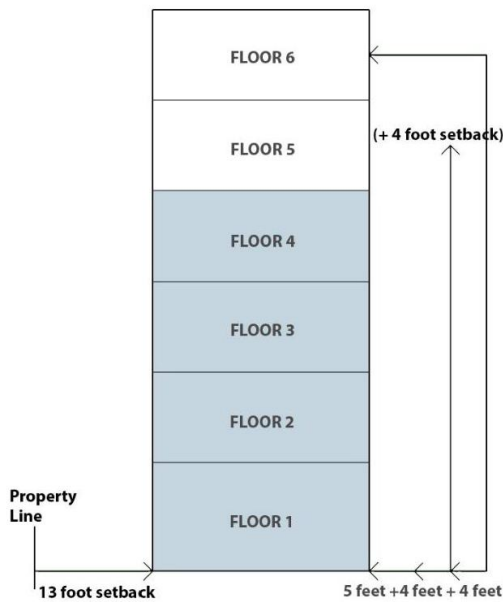 FLOOR 6
(+ 4 foot setback)
FLOOR 5
FLOOR 4
FLOOR 3
FLOOR 2
Property
Line
FLOOR 1
13 foot setback
5 feet +4 feet + 4 feet